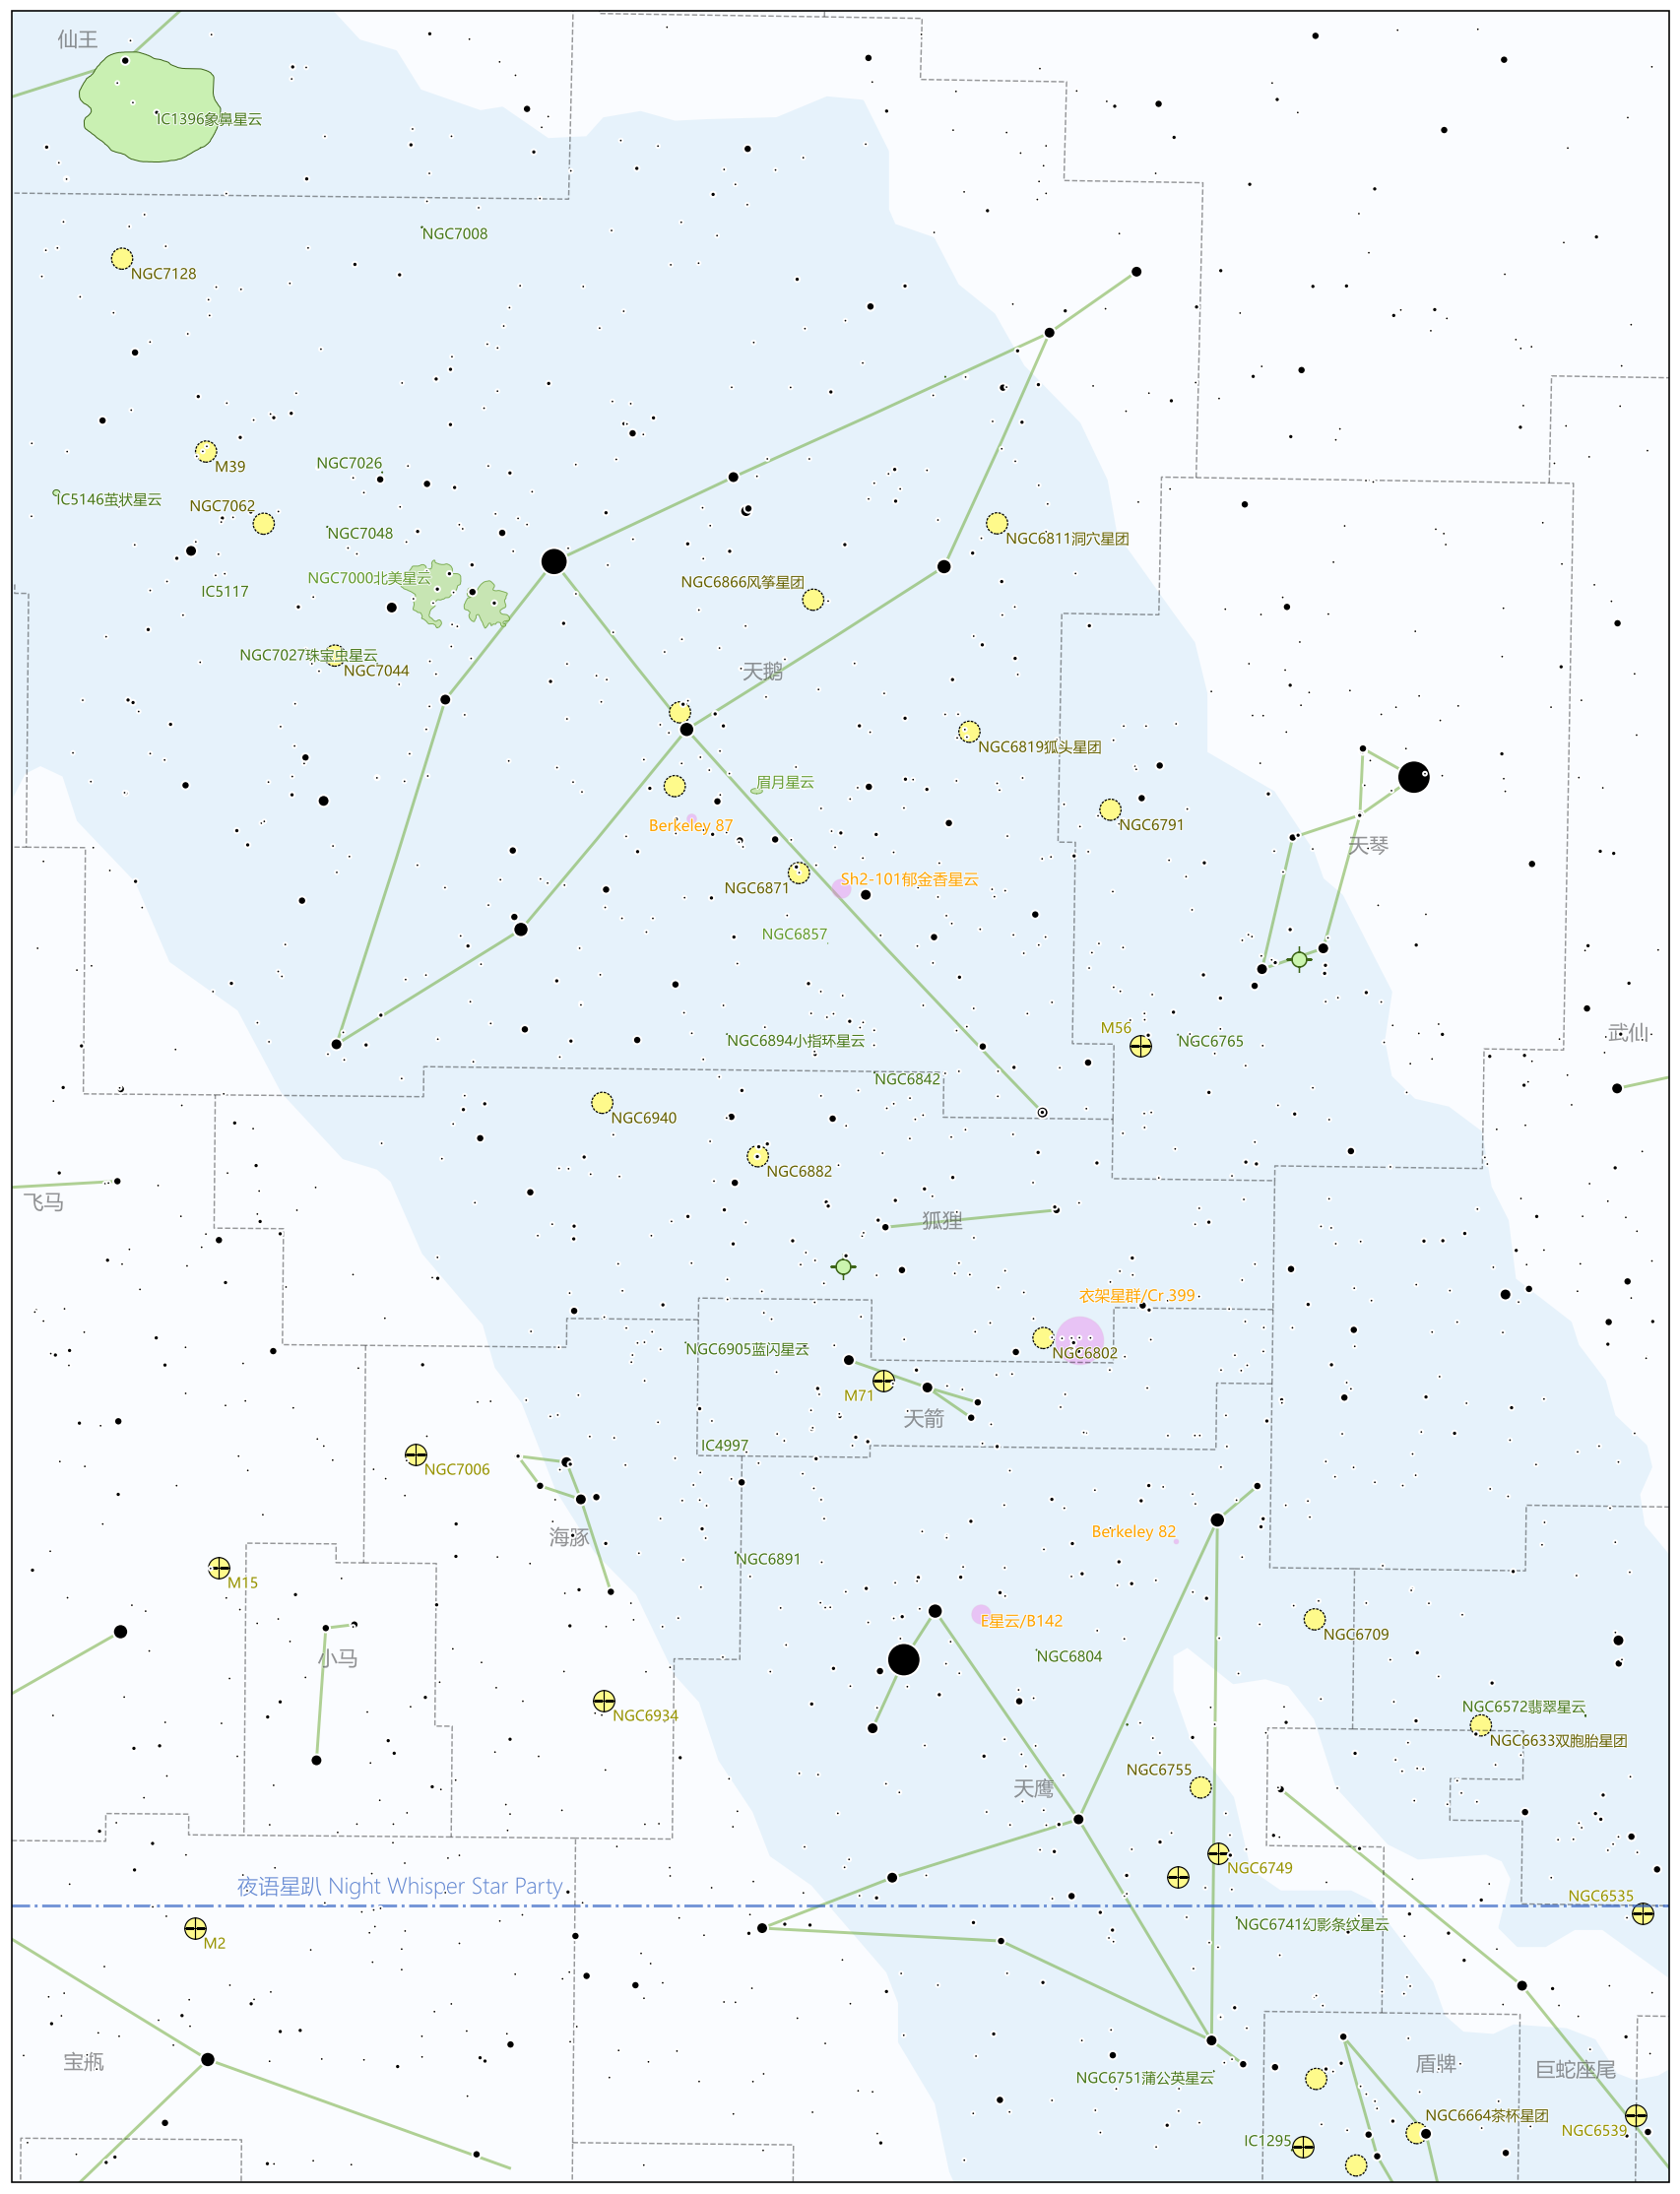 仙王
IC1396象鼻星云
NGC7008
NGC7128
NGC7026
M39
IC5146茧状星云
NGC7062
NGC7048
NGC6811洞穴星团
NGC7000北美星云
NGC6866风筝星团
IC5117
NGC7027珠宝虫星云
NGC7044
天鹅
NGC6819狐头星团
眉月星云
Berkeley 87
NGC6791
天琴
Sh2-101郁金香星云
NGC6871
NGC6857
M56
武仙
NGC6894小指环星云
NGC6765
NGC6842
NGC6940
NGC6882
飞马
狐狸
衣架星群/Cr 399
NGC6905蓝闪星云
NGC6802
M71
天箭
IC4997
NGC7006
海豚
Berkeley 82
NGC6891
M15
E星云/B142
NGC6709
小马
NGC6804
NGC6572翡翠星云
NGC6934
NGC6633双胞胎星团
NGC6755
天鹰
NGC6749
夜语星趴 Night Whisper Star Party
NGC6535
NGC6741幻影条纹星云
M2
宝瓶
盾牌
巨蛇座尾
NGC6751蒲公英星云
NGC6664茶杯星团
NGC6539
IC1295